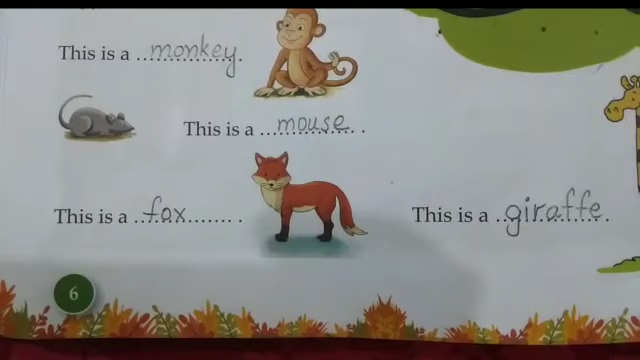 This is a monkey.
This is a mouse.
This is a fox.
This is a giraffe.
6